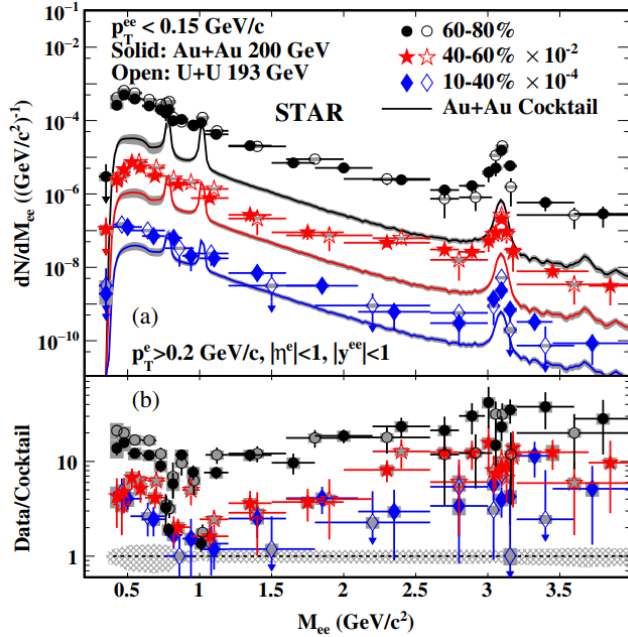 10⁻¹
10⁻²
10⁻⁴
10⁻⁶
10⁻⁸
10⁻¹⁰
dN/dM_ee ((GeV/c²)⁻¹)
p_T^ee < 0.15 GeV/c
Solid: Au+Au 200 GeV
Open: U+U 193 GeV
STAR
60-80%
40-60% × 10⁻²
10-40% × 10⁻⁴
Au+Au Cocktail
(a)
p_T^e>0.2 GeV/c, |η^e|<1, |y^ee|<1
(b)
Data/Cocktail
10
1
0.5 1 1.5 2 2.5 3 3.5
M_ee (GeV/c²)